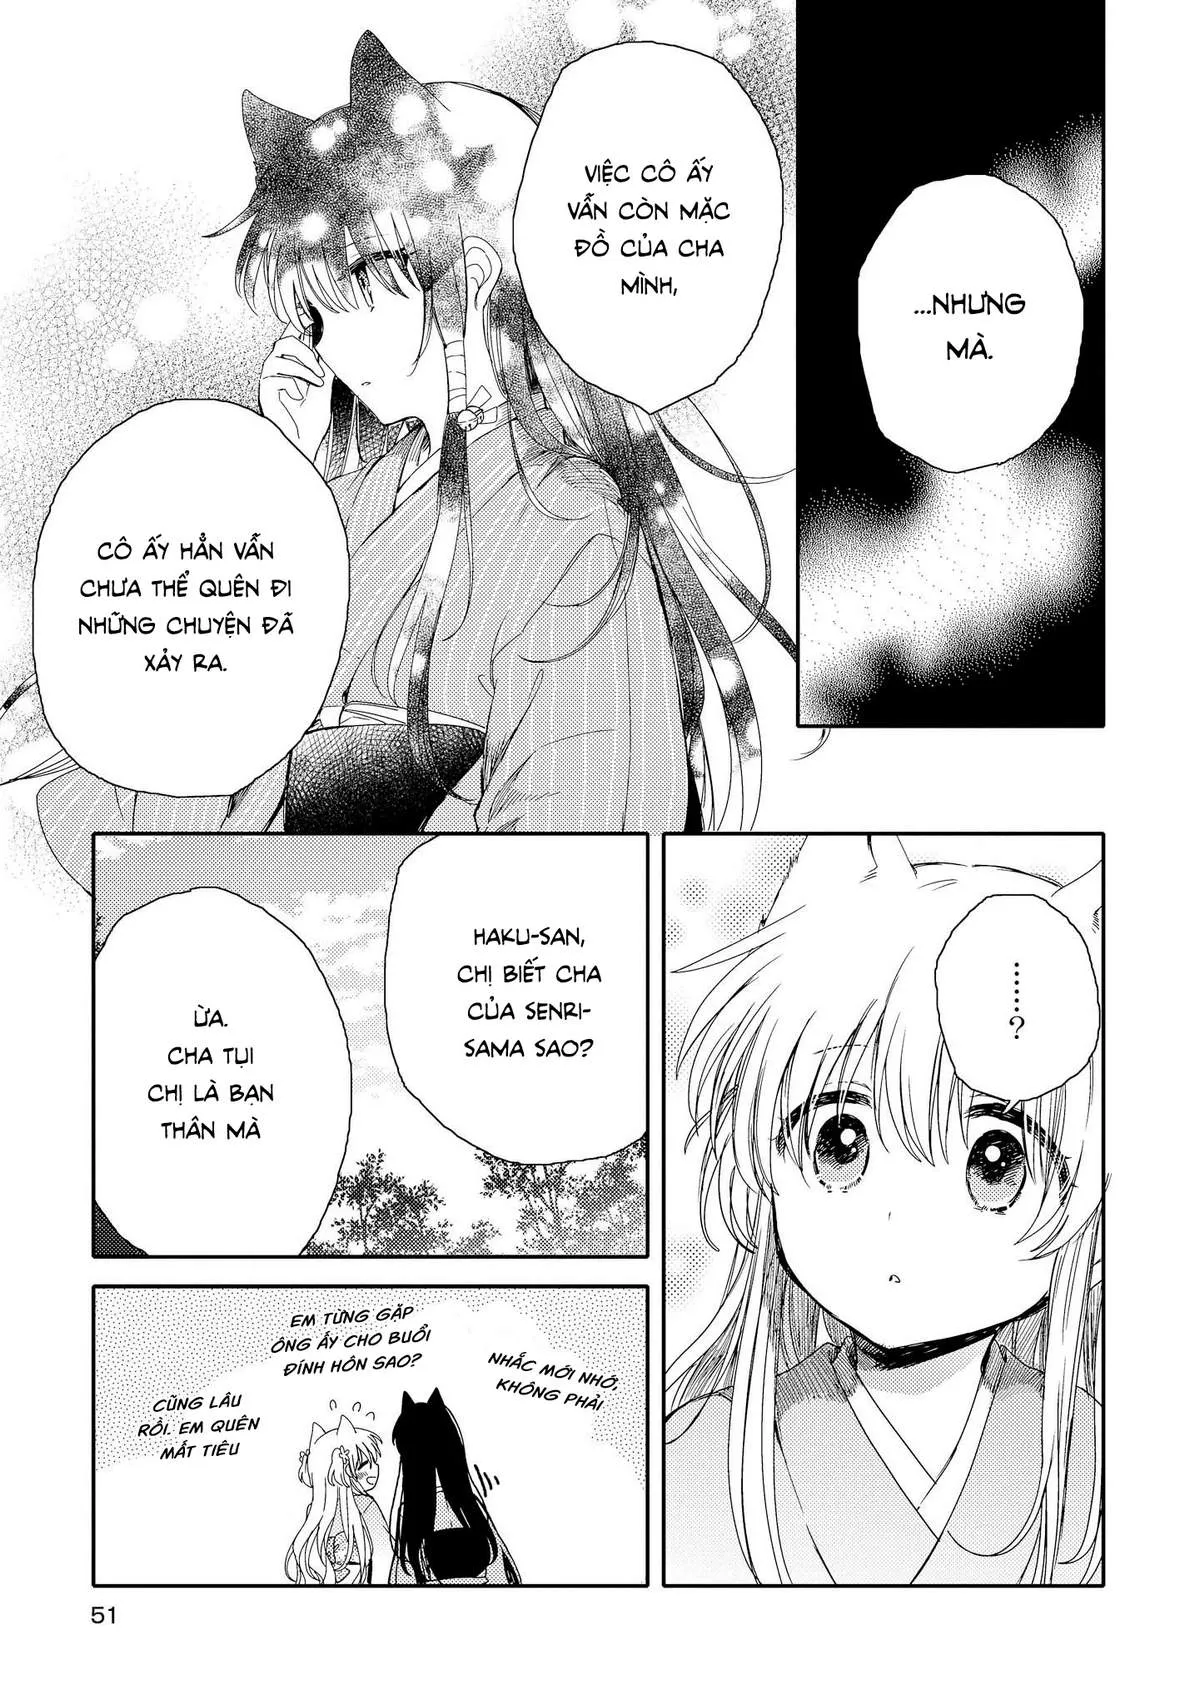 ...NHƯNG
MÀ.
VIỆC CÔ ẤY
VẪN CÒN MẶC
ĐỒ CỦA CHA
MÌNH,
CÔ ẤY HẲN VẪN
CHƯA THỂ QUÊN ĐI
NHỮNG CHUYỆN ĐÃ
XẢY RA.
......?
HAKU-SAN,
CHỊ BIẾT CHA
CỦA SENRI-
SAMA SAO?
ỪA.
CHA TỤI
CHỊ LÀ BẠN
THÂN MÀ
NHẮC MỚI NHỚ,
KHÔNG PHẢI
EM TỪNG GẶP
ÔNG ẤY CHO BUỔI
ĐÍNH HÔN SAO?
CŨNG LÂU
RỒI. EM QUÊN
MẤT TIÊU
51